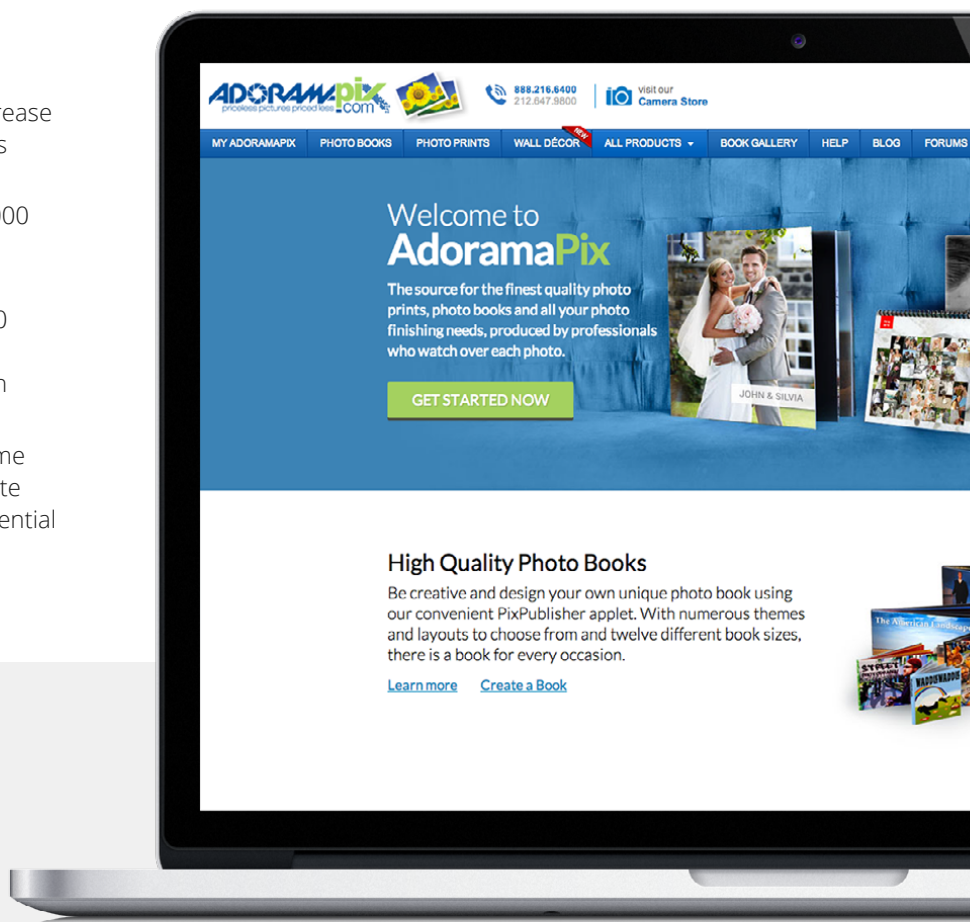 rease
s
000
0
n
me
te
ential
ADORAMAPIX
.COM
priceless pictures priced less
888.216.6400
212.647.9800
visit our
Camera Store
MY ADORAMAPIX PHOTO BOOKS PHOTO PRINTS WALL DÉCOR NEW ALL PRODUCTS BOOK GALLERY HELP BLOG FORUMS
Welcome to
AdoramaPix
The source for the finest quality photo
prints, photo books and all your photo
finishing needs, produced by professionals
who watch over each photo.
GET STARTED NOW
JOHN & SILVIA
High Quality Photo Books
Be creative and design your own unique photo book using
our convenient PixPublisher applet. With numerous themes
and layouts to choose from and twelve different book sizes,
there is a book for every occasion.
Learn more Create a Book
The American Landscape
STREET
WADDISWADDIS